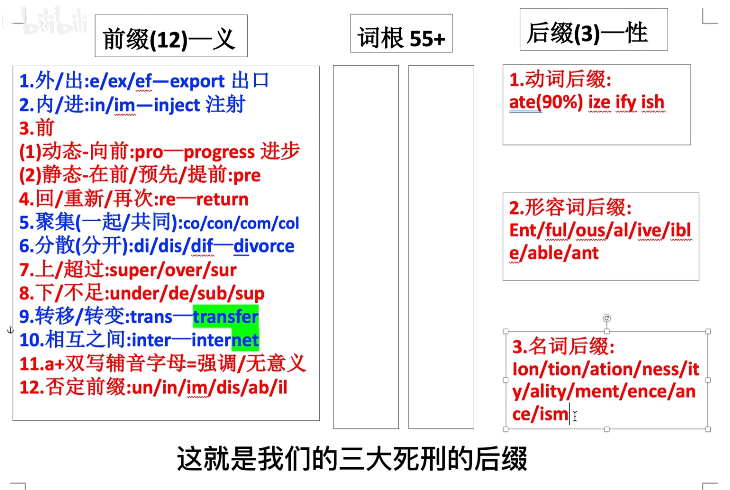 bilibili
前缀(12)—义
词根 55+
后缀(3)—性
1.外/出:e/ex/ef—export 出口
2.内/进:in/im—inject 注射
3.前
(1)动态-向前:pro—progress 进步
(2)静态-在前/预先/提前:pre
4.回/重新/再次:re—return
5.聚集(一起/共同):co/con/com/col
6.分散(分开):di/dis/dif—divorce
7.上/超过:super/over/sur
8.下/不足:under/de/sub/sup
9.转移/转变:trans—transfer
10.相互之间:inter—internet
11.a+双写辅音字母=强调/无意义
12.否定前缀:un/in/im/dis/ab/il
1.动词后缀:
ate(90%) ize ify ish
2.形容词后缀:
Ent/ful/ous/al/ive/ibl
e/able/ant
3.名词后缀:
Ion/tion/ation/ness/it
y/ality/ment/ence/an
ce/ism
这就是我们的三大死刑的后缀